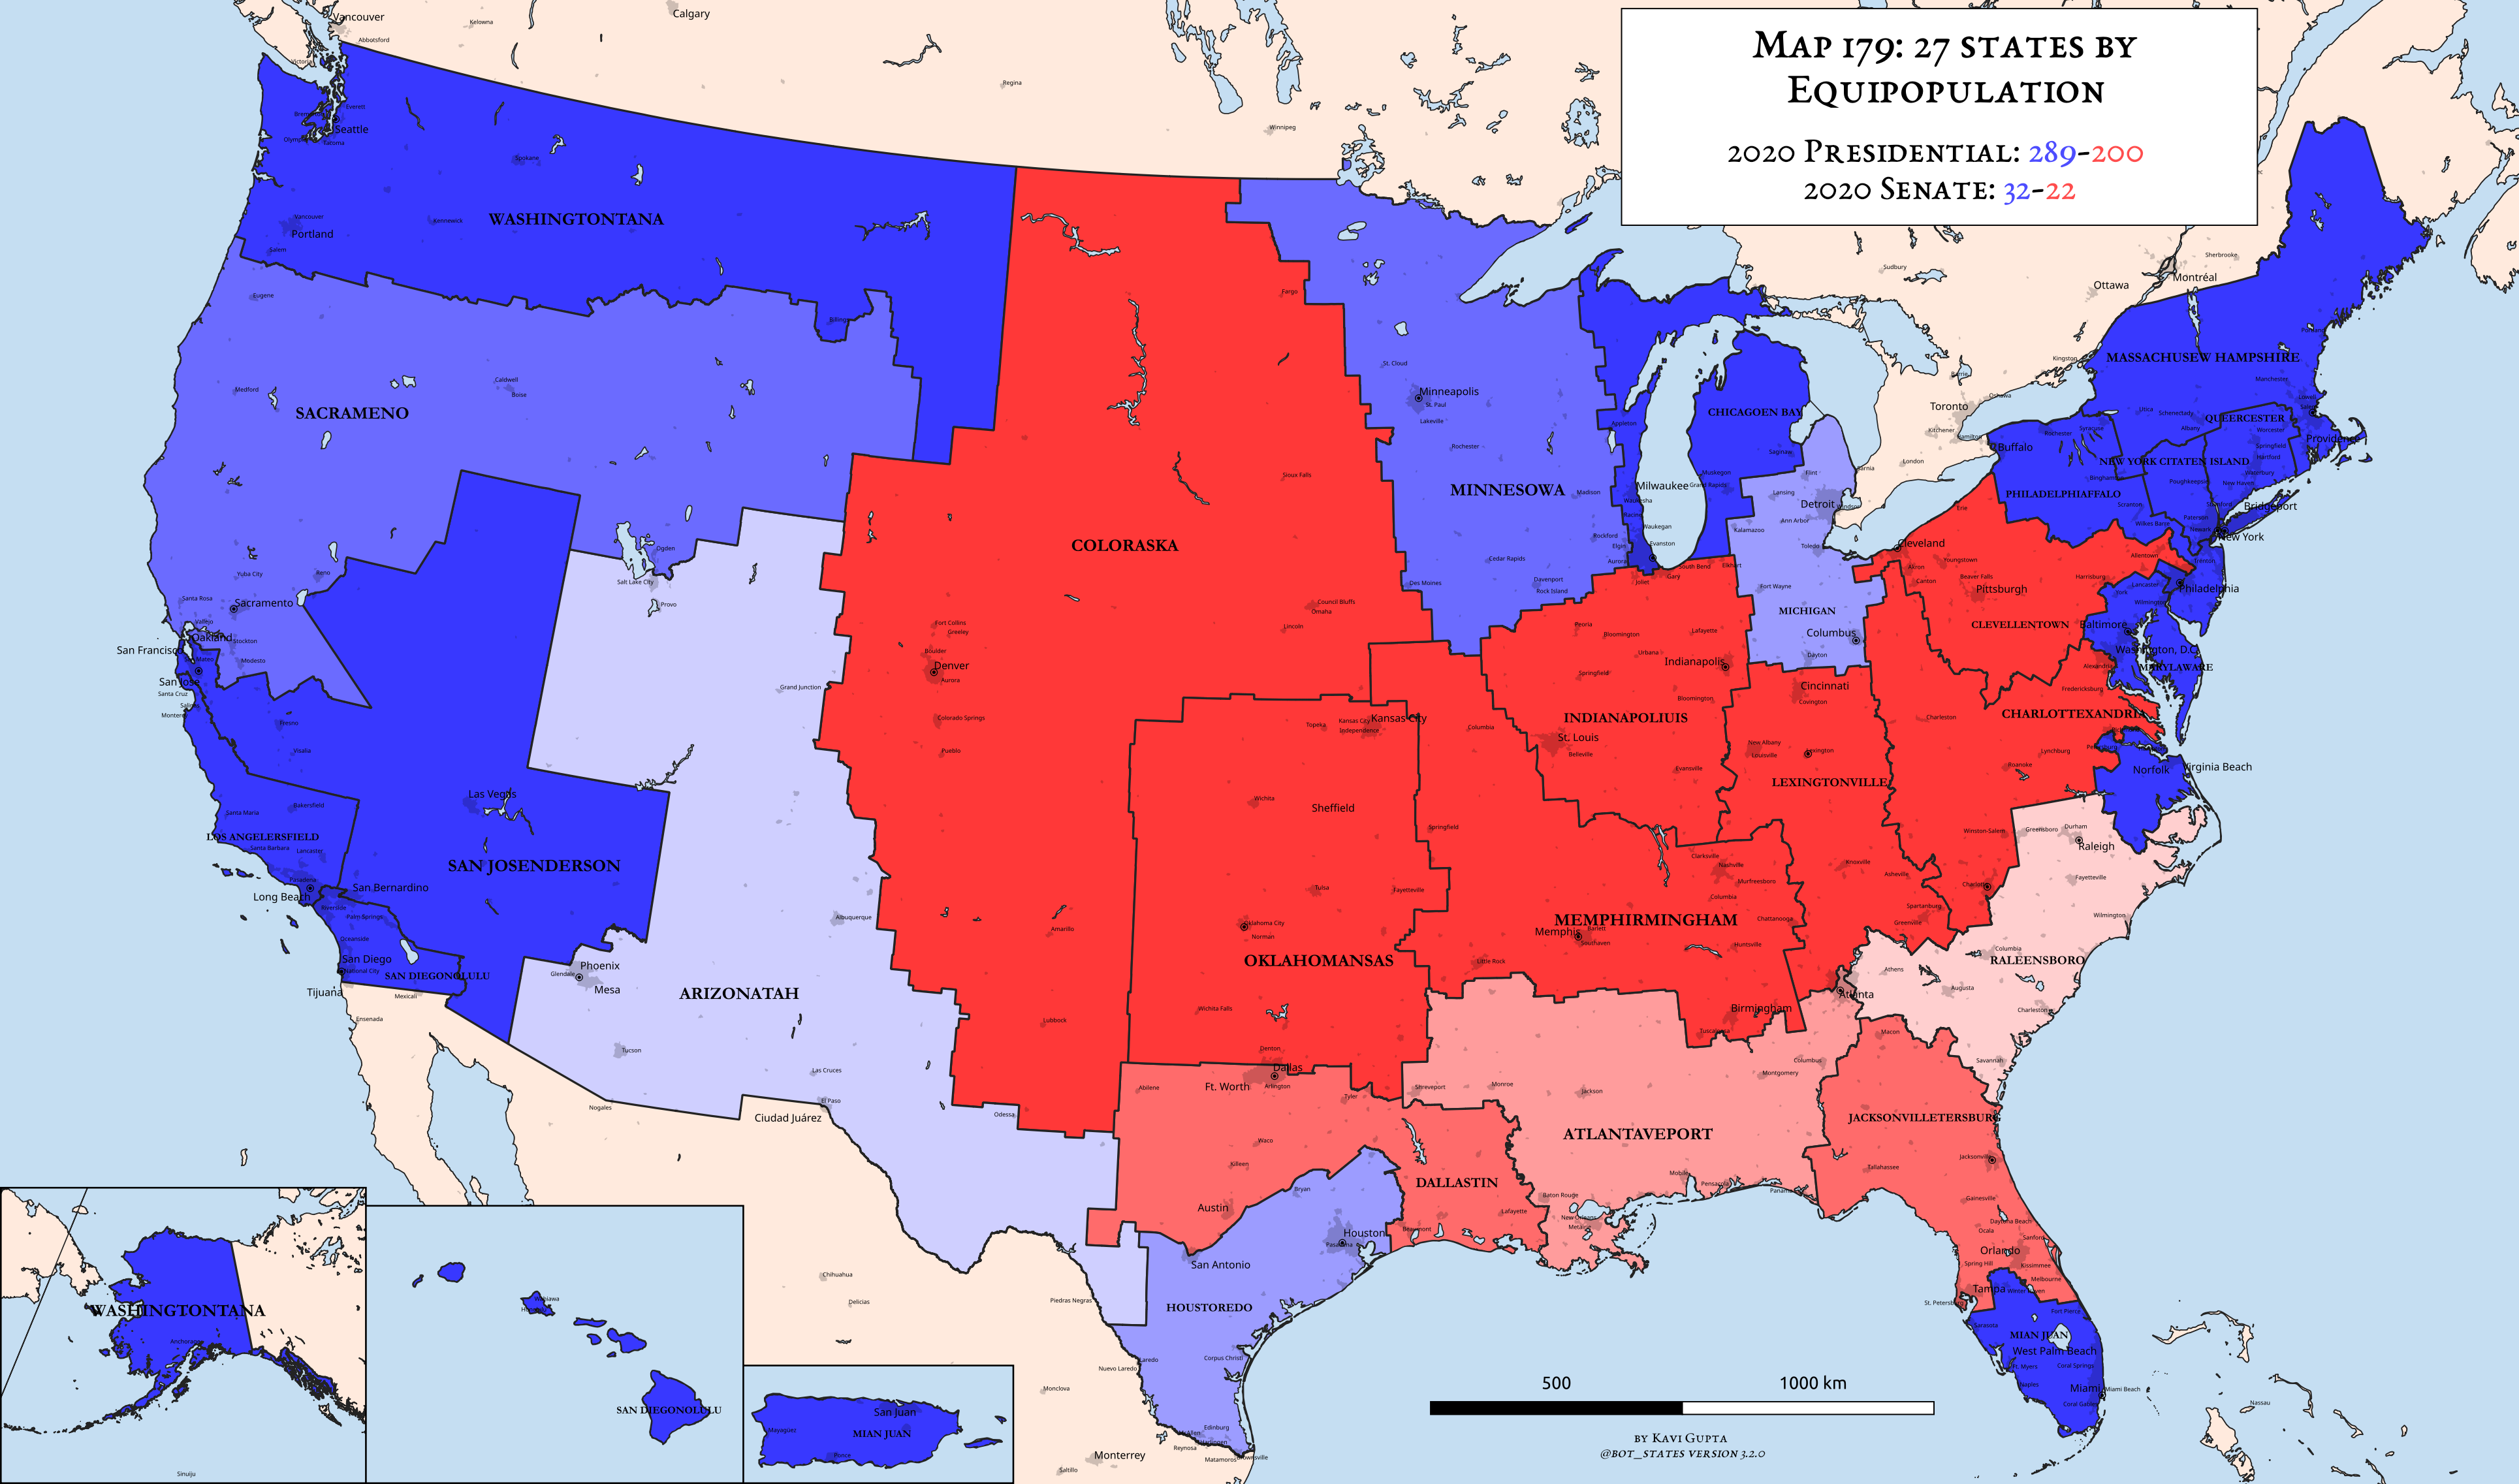 Map 179: 27 states by
Equipopulation
2020 Presidential: 289-200
2020 Senate: 32-22
Vancouver
Abbotsford
Kelowna
Calgary
Regina
Winnipeg
Victoria
Everett
Seattle
Tacoma
Spokane
Vancouver
Portland
Kennewick
Salem
WASHINGTONTANA
Billings
Eugene
Medford
Caldwell
Boise
SACRAMENO
Yuba City
Reno
Ogden
Salt Lake City
Provo
Santa Rosa
Sacramento
Vallejo
Oakland
Stockton
San Francisco
San Mateo
Modesto
San Jose
Santa Cruz
Salinas
Monterey
Fresno
Visalia
Las Vegas
Bakersfield
Santa Maria
LOS ANGELERSFIELD
Santa Barbara
Lancaster
SAN JOSENDERSON
Pasadena
San Bernardino
Long Beach
Riverside
Palm Springs
Oceanside
San Diego
National City
SAN DIEGONOLULU
Tijuana
Mexicali
Ensenada
Grand Junction
Albuquerque
Phoenix
Glendale
Mesa
ARIZONATAH
Tucson
Las Cruces
Nogales
El Paso
Ciudad Juárez
Odessa
Chihuahua
Delicias
Piedras Negras
Nuevo Laredo
Laredo
Monclova
Monterrey
Saltillo
Reynosa
Matamoros
Brownsville
Fargo
Sioux Falls
COLORASKA
Council Bluffs
Omaha
Lincoln
Fort Collins
Greeley
Boulder
Denver
Aurora
Colorado Springs
Pueblo
Amarillo
Lubbock
Topeka
Kansas City
Kansas City
Independence
Wichita
Sheffield
Tulsa
Fayetteville
Oklahoma City
Norman
OKLAHOMANSAS
Wichita Falls
Denton
Dallas
Ft. Worth
Arlington
Abilene
Tyler
Waco
Killeen
Bryan
Austin
San Antonio
Houston
Pasadena
HOUSTOREDO
Corpus Christi
Edinburg
McAllen
Harlingen
DALLASTIN
Beaumont
Lafayette
St. Cloud
Minneapolis
St. Paul
Lakeville
Rochester
MINNESOWA
Madison
Cedar Rapids
Des Moines
Davenport
Rock Island
Rockford
Elgin
Aurora
Appleton
Milwaukee
Waukesha
Racine
Waukegan
Evanston
CHICAGOEN BAY
Saginaw
Muskegon
Grand Rapids
Flint
Lansing
Detroit
Windsor
Ann Arbor
Kalamazoo
Toledo
Sarnia
South Bend
Elkhart
Gary
Joliet
Fort Wayne
MICHIGAN
Columbus
Dayton
Peoria
Bloomington
Lafayette
Urbana
Indianapolis
Springfield
Bloomington
Columbia
INDIANAPOLIUIS
St. Louis
Belleville
Evansville
Springfield
Cincinnati
Covington
New Albany
Louisville
Lexington
LEXINGTONVILLE
Knoxville
Asheville
Greenville
Spartanburg
Clarksville
Nashville
Murfreesboro
Columbia
Chattanooga
MEMPHIRMINGHAM
Memphis
Bartlett
Southaven
Huntsville
Little Rock
Birmingham
Tuscaloosa
Atlanta
Shreveport
Monroe
Jackson
Montgomery
Columbus
ATLANTAVEPORT
Baton Rouge
New Orleans
Metairie
Mobile
Pensacola
Macon
JACKSONVILLETERSBURG
Tallahassee
Jacksonville
Gainesville
Daytona Beach
Ocala
Sanford
Orlando
Spring Hill
Kissimmee
Melbourne
Tampa
Winter Haven
St. Petersburg
Fort Pierce
Sarasota
MIAN JUAN
West Palm Beach
Ft. Myers
Coral Springs
Naples
Miami
Miami Beach
Coral Gables
Nassau
Athens
Augusta
Columbia
RALEENSBORO
Charleston
Savannah
Wilmington
Fayetteville
Greensboro
Durham
Raleigh
Winston-Salem
Charlotte
Charleston
CHARLOTTEXANDRIA
Lynchburg
Roanoke
Petersburg
Norfolk
Virginia Beach
Fredericksburg
Alexandria
Washington, D.C.
MARYLAWARE
Baltimore
Wilmington
York
Lancaster
Philadelphia
Trenton
Harrisburg
Allentown
Erie
Cleveland
Akron
Canton
Youngstown
Beaver Falls
Pittsburgh
CLEVELLENTOWN
Buffalo
Rochester
Syracuse
PHILADELPHIAFFALO
Binghamton
Scranton
Wilkes Barre
NEW YORK CITATEN ISLAND
Poughkeepsie
Paterson
Newark
New York
Stamford
Bridgeport
New Haven
Waterbury
Hartford
Springfield
Worcester
QUEERCESTER
Providence
Utica
Schenectady
Albany
Lowell
Manchester
MASSACHUSEW HAMPSHIRE
Portland
Sudbury
Ottawa
Montréal
Sherbrooke
Kingston
Barrie
Oshawa
Toronto
Kitchener
Hamilton
London
WASHINGTONTANA
Anchorage
Sinuiju
Wahiawa
SAN DIEGONOLULU
San Juan
Mayagüez
MIAN JUAN
Ponce
500
1000 km
by Kavi Gupta
@bot_states version 3.2.0